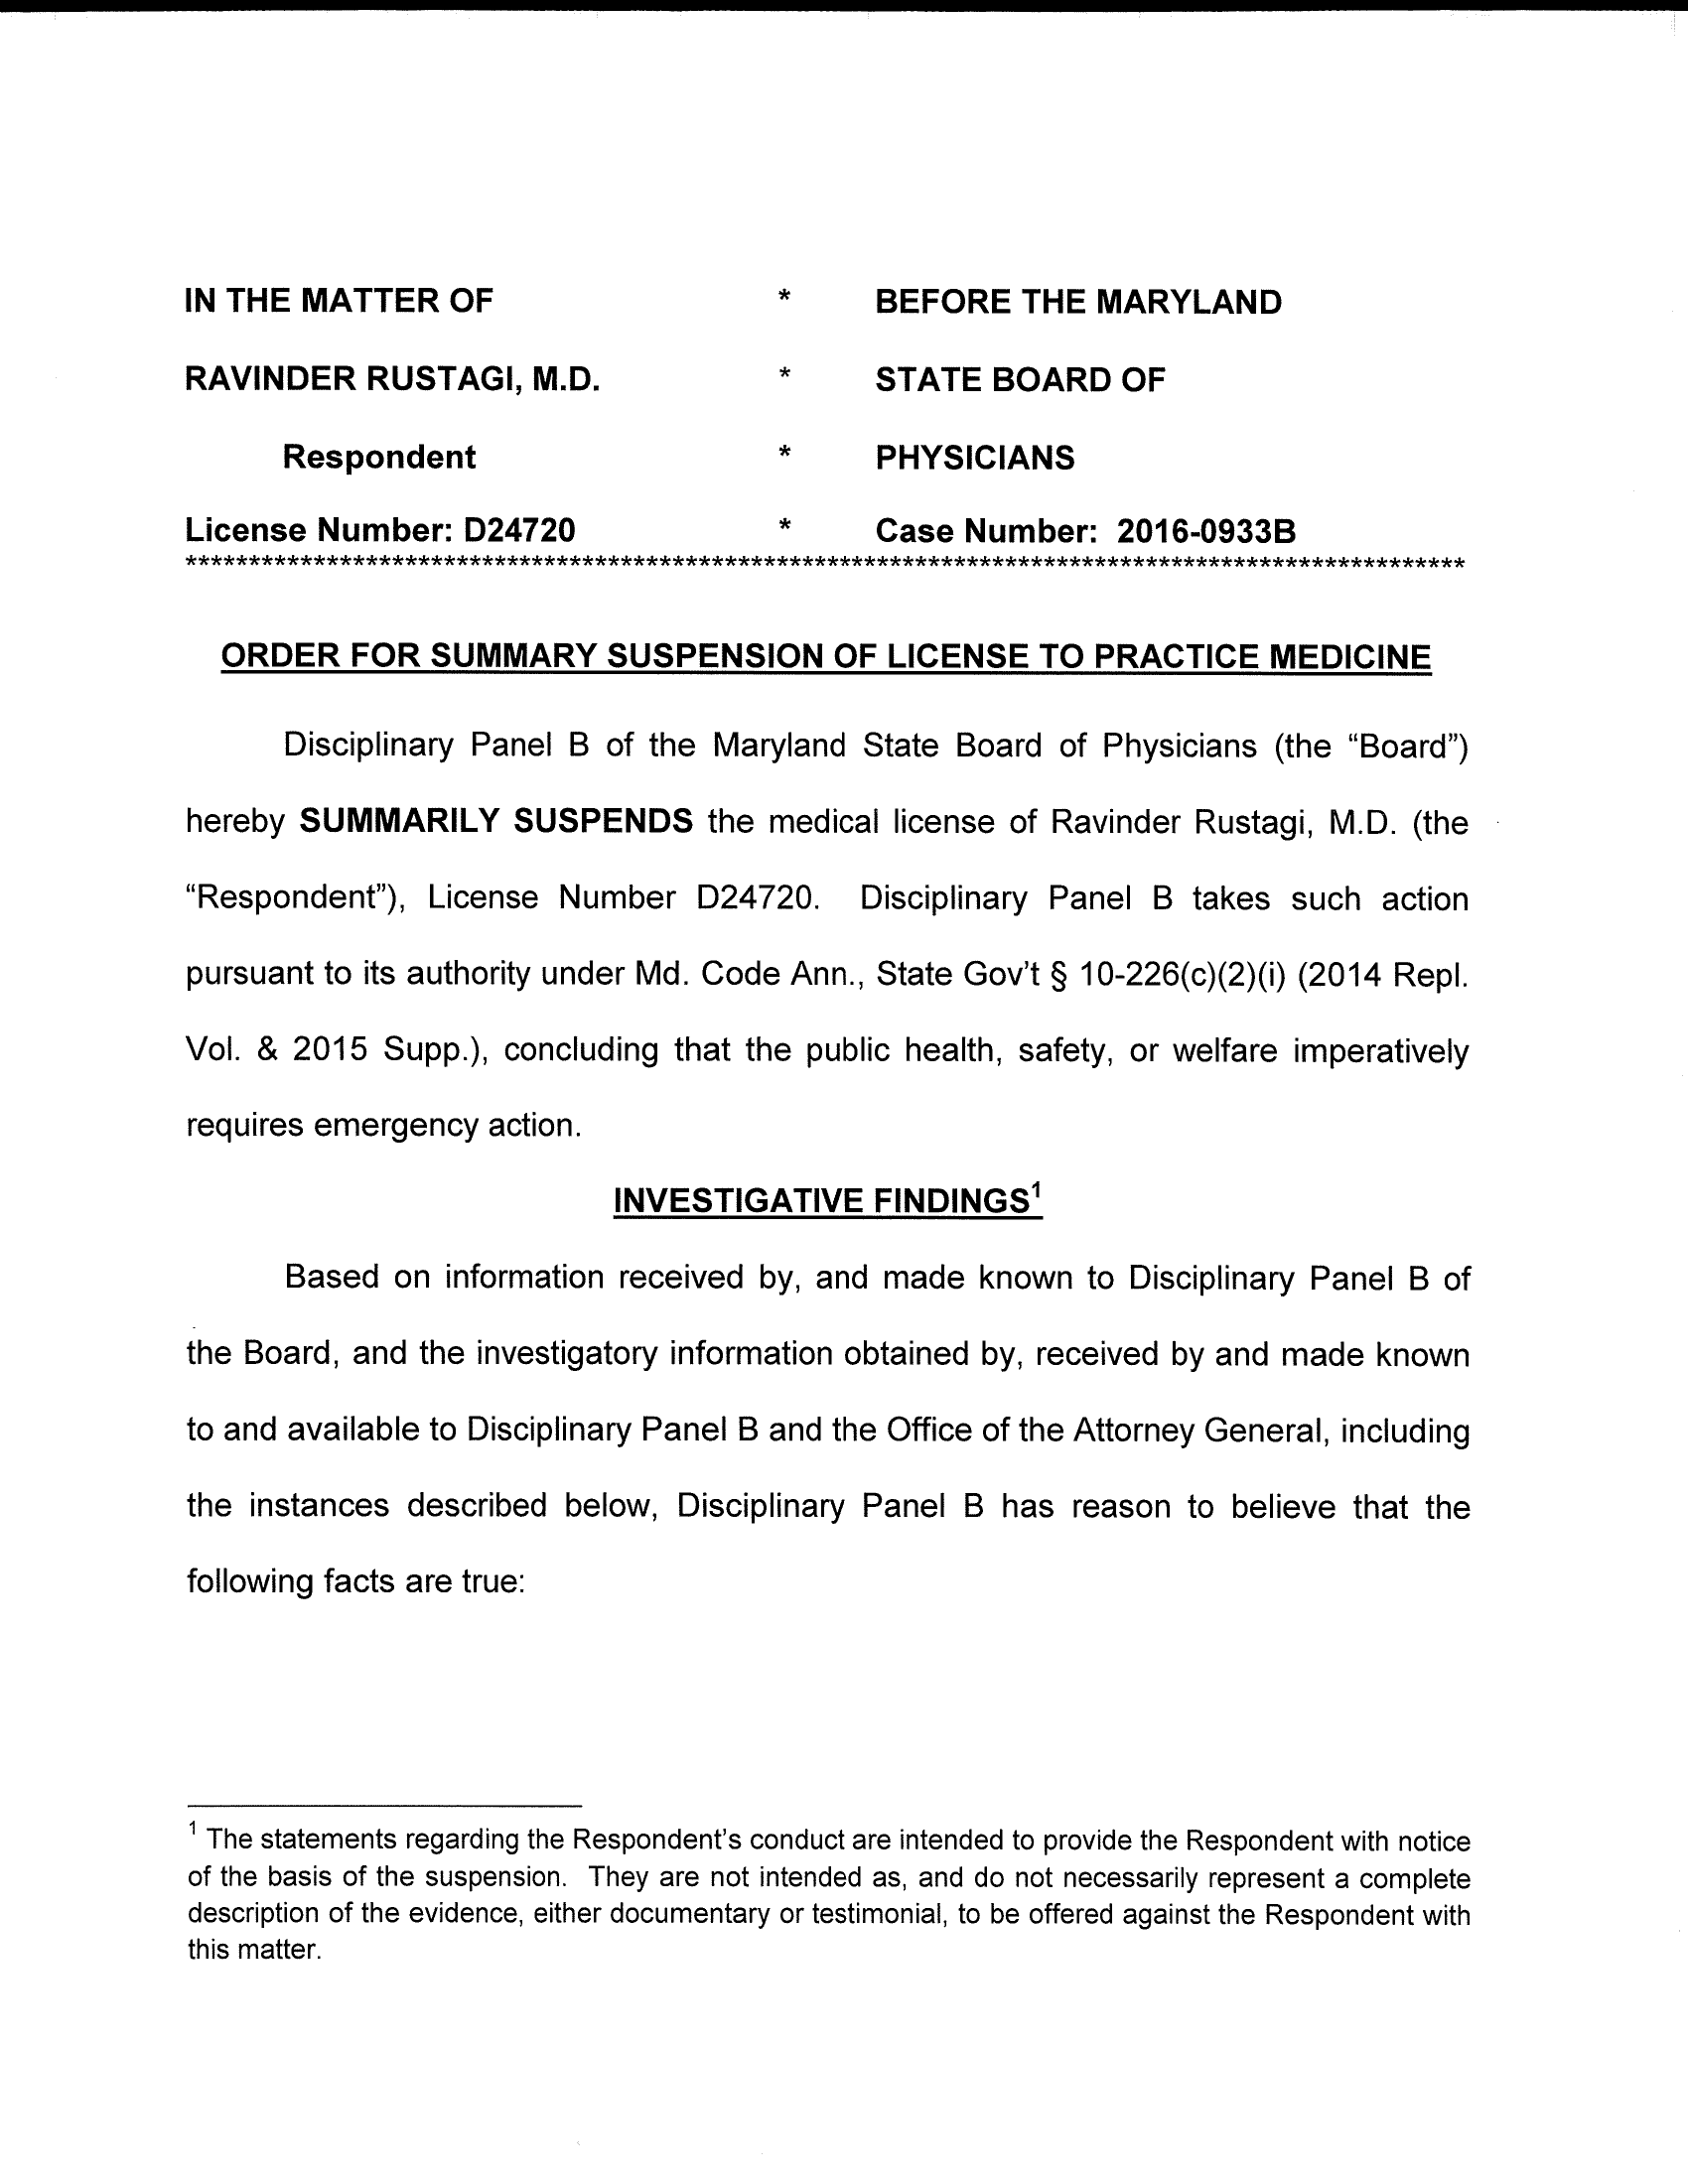 IN THE MATTER OF * BEFORE THE MARYLAND
RAVINDER RUSTAGI, M.D. * STATE BOARD OF
Respondent * PHYSICIANS
License Number: D24720 * Case Number: 2016-0933B
****************************************************************************************************
ORDER FOR SUMMARY SUSPENSION OF LICENSE TO PRACTICE MEDICINE
Disciplinary Panel B of the Maryland State Board of Physicians (the “Board”)
hereby SUMMARILY SUSPENDS the medical license of Ravinder Rustagi, M.D. (the
“Respondent”), License Number D24720. Disciplinary Panel B takes such action
pursuant to its authority under Md. Code Ann., State Gov’t § 10-226(c)(2)(i) (2014 Repl.
Vol. & 2015 Supp.), concluding that the public health, safety, or welfare imperatively
requires emergency action.
INVESTIGATIVE FINDINGS¹
Based on information received by, and made known to Disciplinary Panel B of
the Board, and the investigatory information obtained by, received by and made known
to and available to Disciplinary Panel B and the Office of the Attorney General, including
the instances described below, Disciplinary Panel B has reason to believe that the
following facts are true:
¹ The statements regarding the Respondent’s conduct are intended to provide the Respondent with notice
of the basis of the suspension. They are not intended as, and do not necessarily represent a complete
description of the evidence, either documentary or testimonial, to be offered against the Respondent with
this matter.